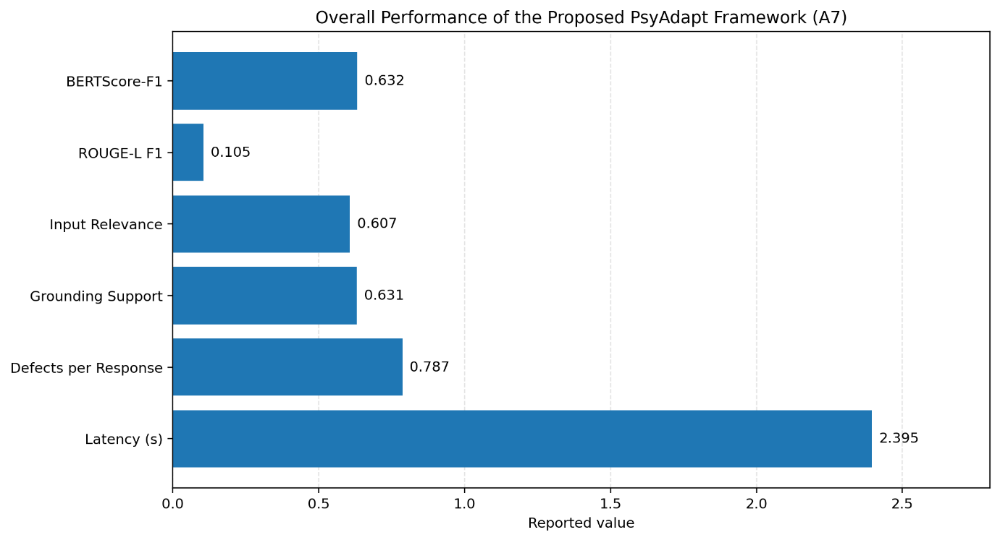 Overall Performance of the Proposed PsyAdapt Framework (A7)
BERTScore-F1 0.632
ROUGE-L F1 0.105
Input Relevance 0.607
Grounding Support 0.631
Defects per Response 0.787
Latency (s) 2.395
0.0 0.5 1.0 1.5 2.0 2.5
Reported value